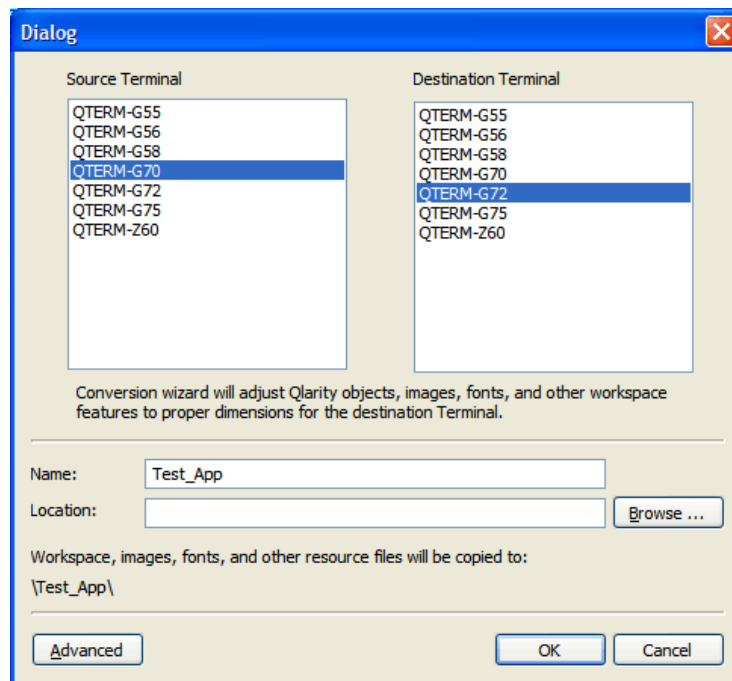 Dialog
Source Terminal
QTERM-G55
QTERM-G56
QTERM-G58
QTERM-G70
QTERM-G72
QTERM-G75
QTERM-Z60
Destination Terminal
QTERM-G55
QTERM-G56
QTERM-G58
QTERM-G70
QTERM-G72
QTERM-G75
QTERM-Z60
Conversion wizard will adjust Qlarity objects, images, fonts, and other workspace
features to proper dimensions for the destination Terminal.
Name: Test_App
Location: Browse ...
Workspace, images, fonts, and other resource files will be copied to:
\Test_App\
Advanced OK Cancel